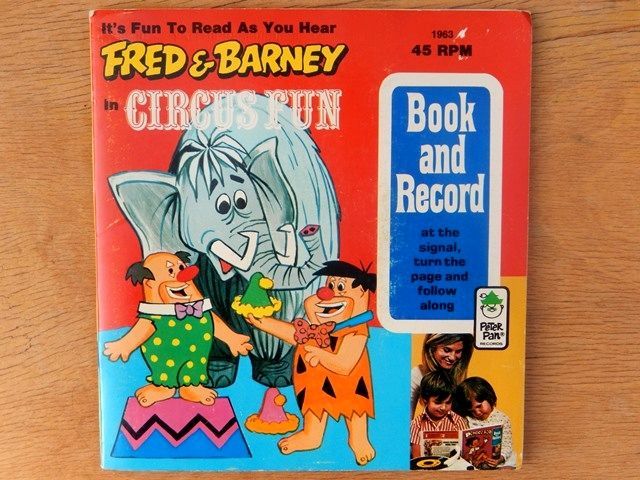 It's Fun To Read As You Hear
1963
45 RPM
FRED & BARNEY
In CIRCUS FUN
Book
and
Record
at the
signal,
turn the
page and
follow
along
PETER
Pan®
RECORDS